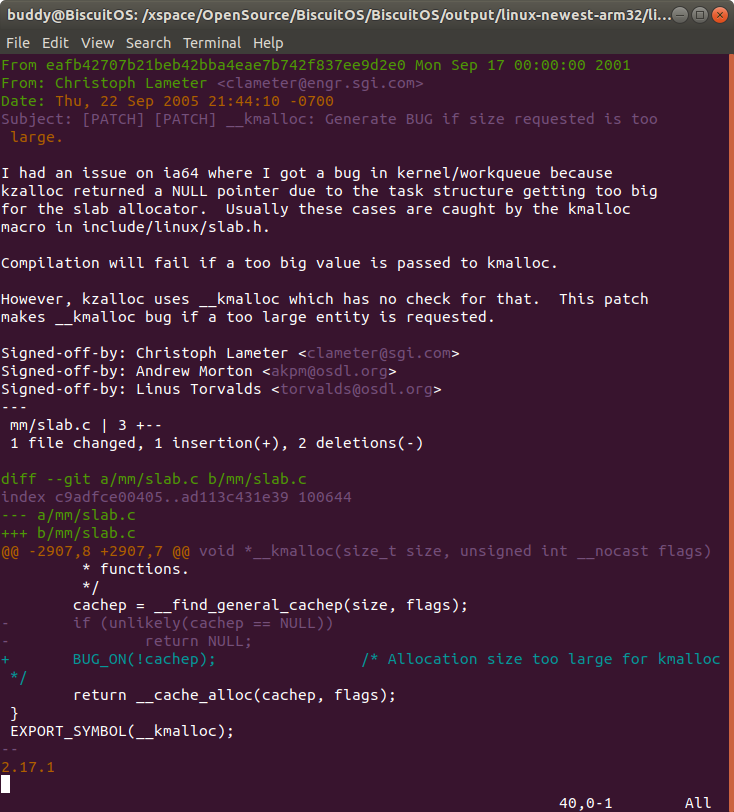 buddy@BiscuitOS: /xspace/OpenSource/BiscuitOS/BiscuitOS/output/linux-newest-arm32/li...
File Edit View Search Terminal Help
From eafb42707b21beb42bba4eae7b742f837ee9d2e0 Mon Sep 17 00:00:00 2001
From: Christoph Lameter <clameter@engr.sgi.com>
Date: Thu, 22 Sep 2005 21:44:10 -0700
Subject: [PATCH] [PATCH] __kmalloc: Generate BUG if size requested is too
 large.

I had an issue on ia64 where I got a bug in kernel/workqueue because
kzalloc returned a NULL pointer due to the task structure getting too big
for the slab allocator.  Usually these cases are caught by the kmalloc
macro in include/linux/slab.h.

Compilation will fail if a too big value is passed to kmalloc.

However, kzalloc uses __kmalloc which has no check for that.  This patch
makes __kmalloc bug if a too large entity is requested.

Signed-off-by: Christoph Lameter <clameter@sgi.com>
Signed-off-by: Andrew Morton <akpm@osdl.org>
Signed-off-by: Linus Torvalds <torvalds@osdl.org>
---
 mm/slab.c | 3 +--
 1 file changed, 1 insertion(+), 2 deletions(-)

diff --git a/mm/slab.c b/mm/slab.c
index c9adfce00405..ad113c431e39 100644
--- a/mm/slab.c
+++ b/mm/slab.c
@@ -2907,8 +2907,7 @@ void *__kmalloc(size_t size, unsigned int __nocast flags)
         * functions.
         */
        cachep = __find_general_cachep(size, flags);
-       if (unlikely(cachep == NULL))
-               return NULL;
+       BUG_ON(!cachep);                /* Allocation size too large for kmalloc
 */
        return __cache_alloc(cachep, flags);
 }
 EXPORT_SYMBOL(__kmalloc);
--
2.17.1
40,0-1        All